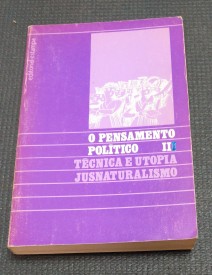 O PENSAMENTO
POLÍTICO II
TÉCNICA E UTOPIA
JUSNATURALISMO